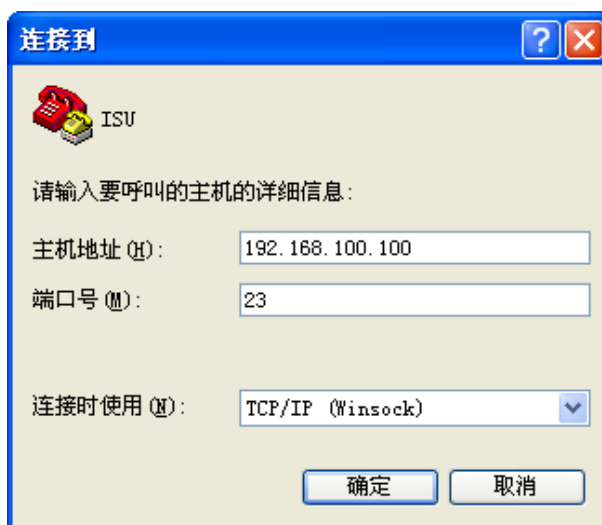 连接到
ISU
请输入要呼叫的主机的详细信息:
主机地址(H): 192.168.100.100
端口号(M): 23
连接时使用(N): TCP/IP (Winsock)
确定 取消